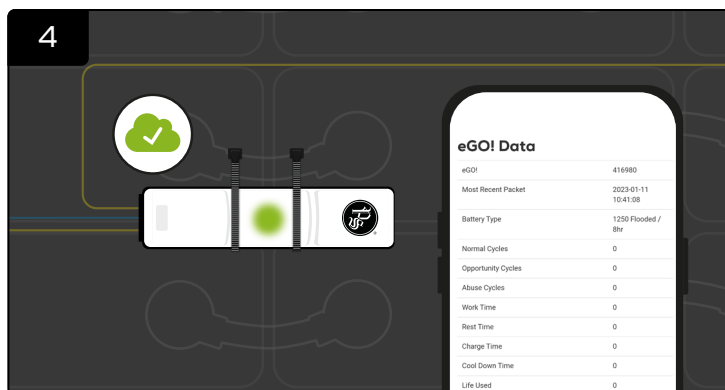 4
eGO! Data
eGO! 416980
Most Recent Packet 2023-01-11
10:41:08
Battery Type 1250 Flooded /
8hr
Normal Cycles 0
Opportunity Cycles 0
Abuse Cycles 0
Work Time 0
Rest Time 0
Charge Time 0
Cool Down Time 0
Life Used 0